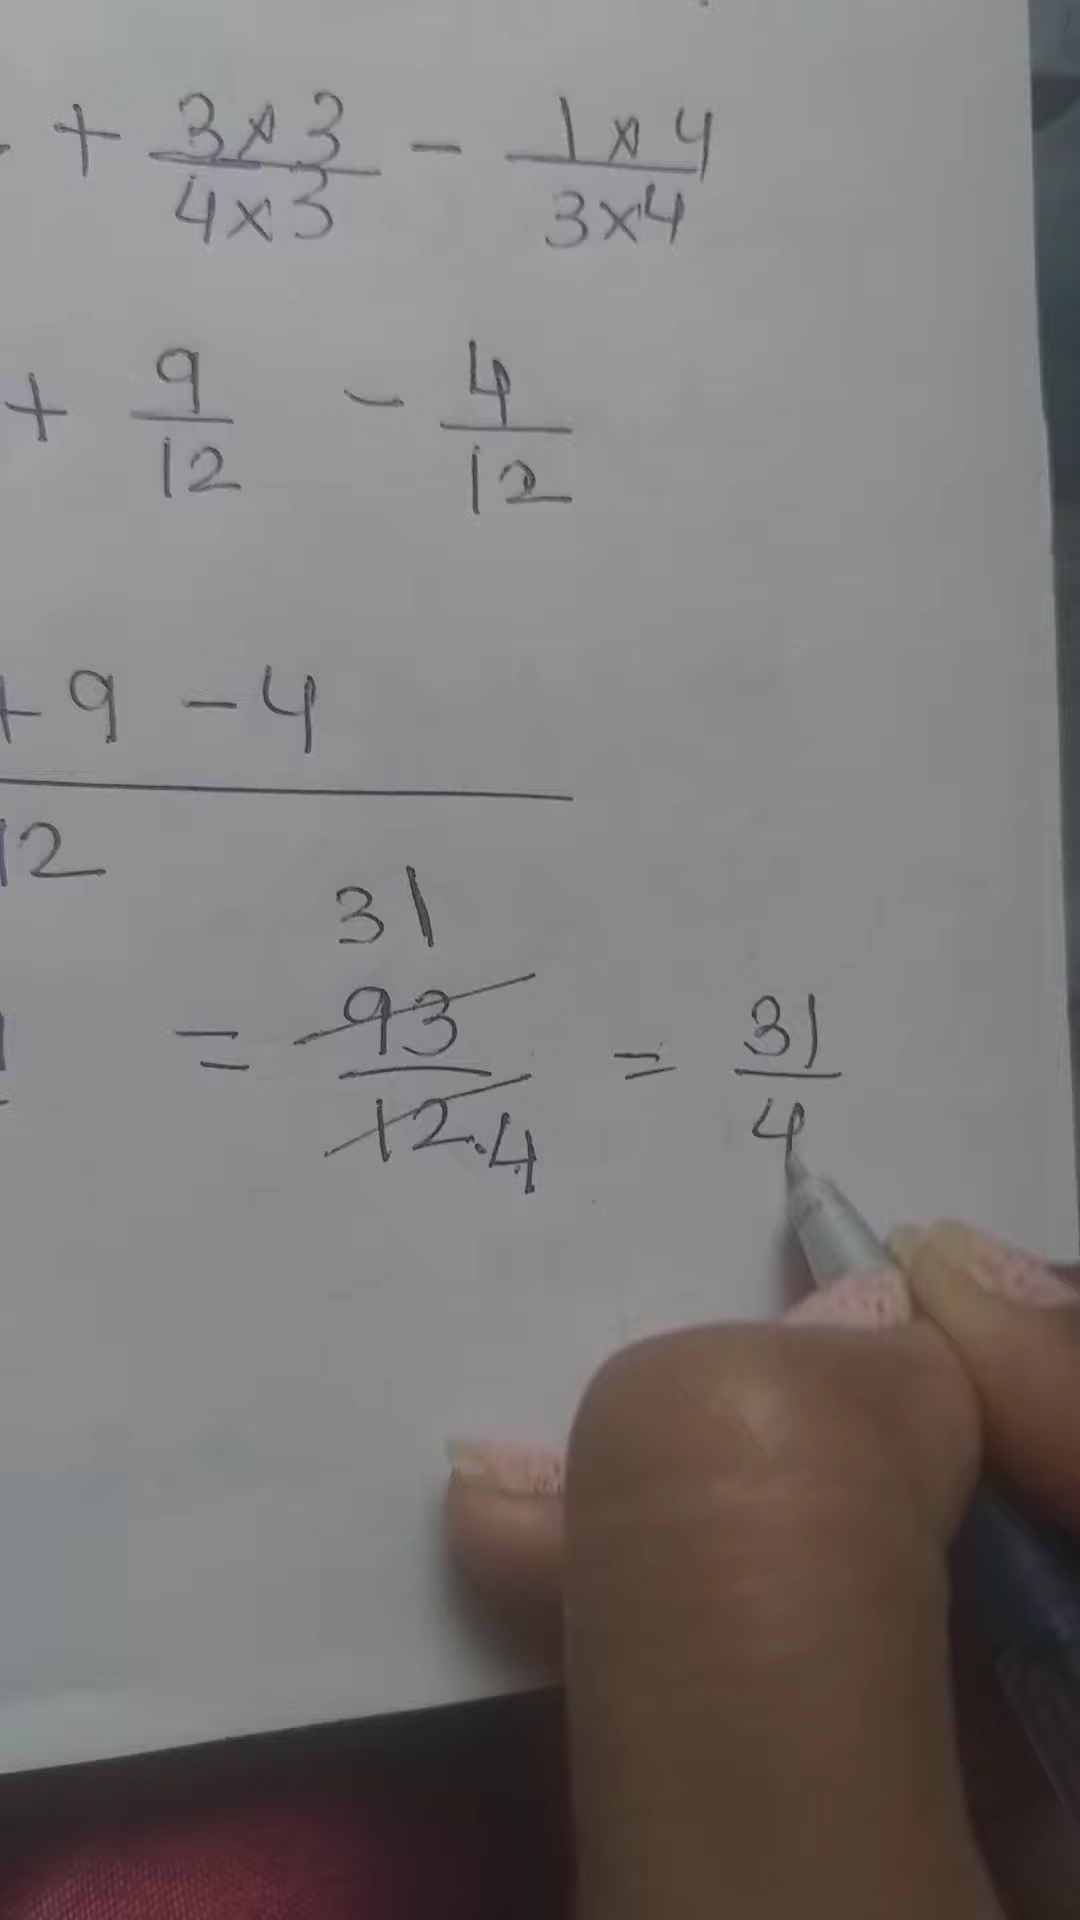 + 3×3 - 1×4
4×3 3×4
+ 9 - 4
12 12
+ 9 - 4
12
31
= 93 = 31
12.4 4